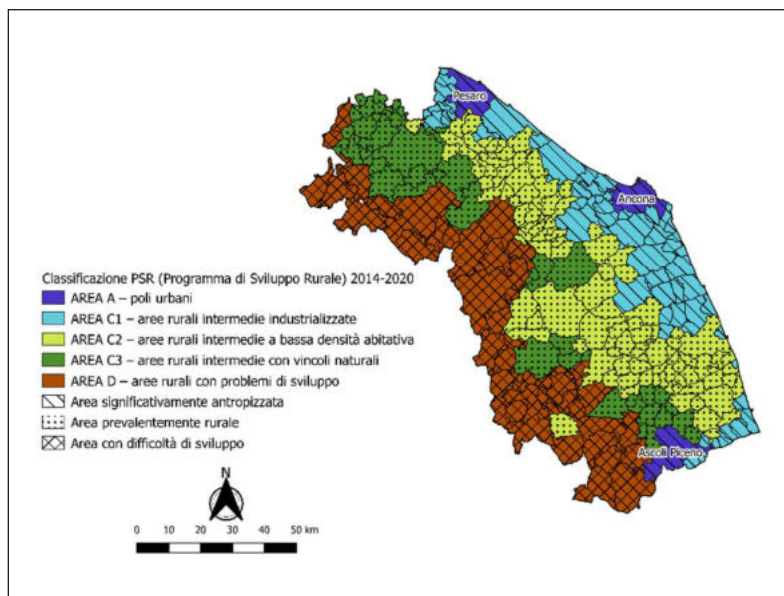 Pesaro
Ancona
Classificazione PSR (Programma di Sviluppo Rurale) 2014-2020
AREA A – poli urbani
AREA C1 – aree rurali intermedie industrializzate
AREA C2 – aree rurali intermedie a bassa densità abitativa
AREA C3 – aree rurali intermedie con vincoli naturali
AREA D – aree rurali con problemi di sviluppo
Area significativamente antropizzata
Area prevalentemente rurale
Area con difficoltà di sviluppo
Ascoli Piceno
N
0 10 20 30 40 50 km